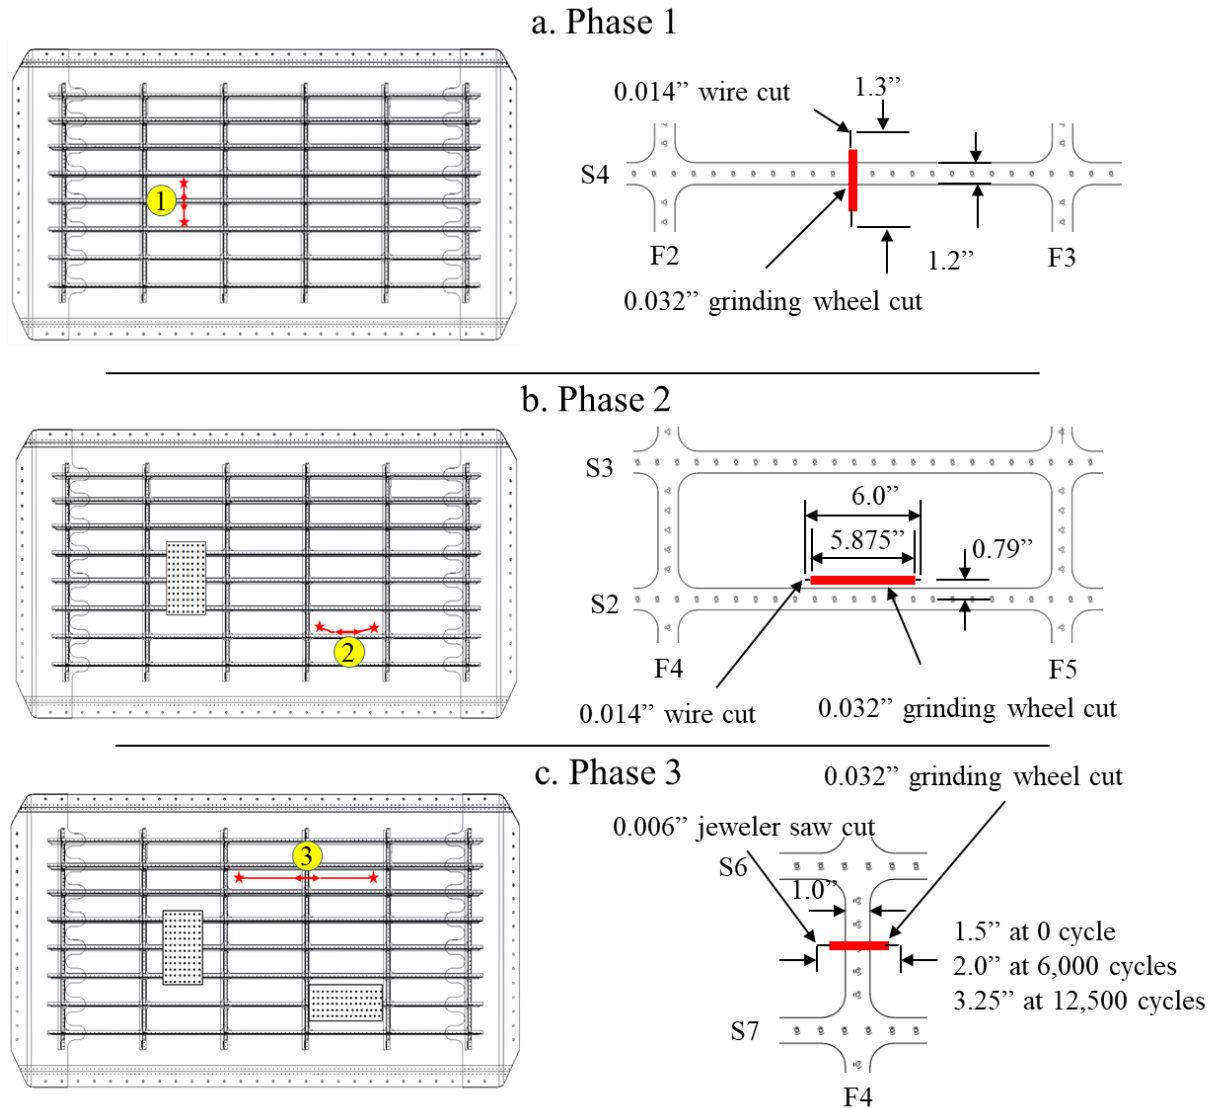 a. Phase 1
0.014” wire cut
1.3”
S4
1
F2
1.2”
F3
0.032” grinding wheel cut
b. Phase 2
S3
6.0”
5.875”
0.79”
S2
2
F4
F5
0.014” wire cut
0.032” grinding wheel cut
c. Phase 3
0.032” grinding wheel cut
0.006” jeweler saw cut
3
S6
1.0”
1.5” at 0 cycle
2.0” at 6,000 cycles
3.25” at 12,500 cycles
S7
F4